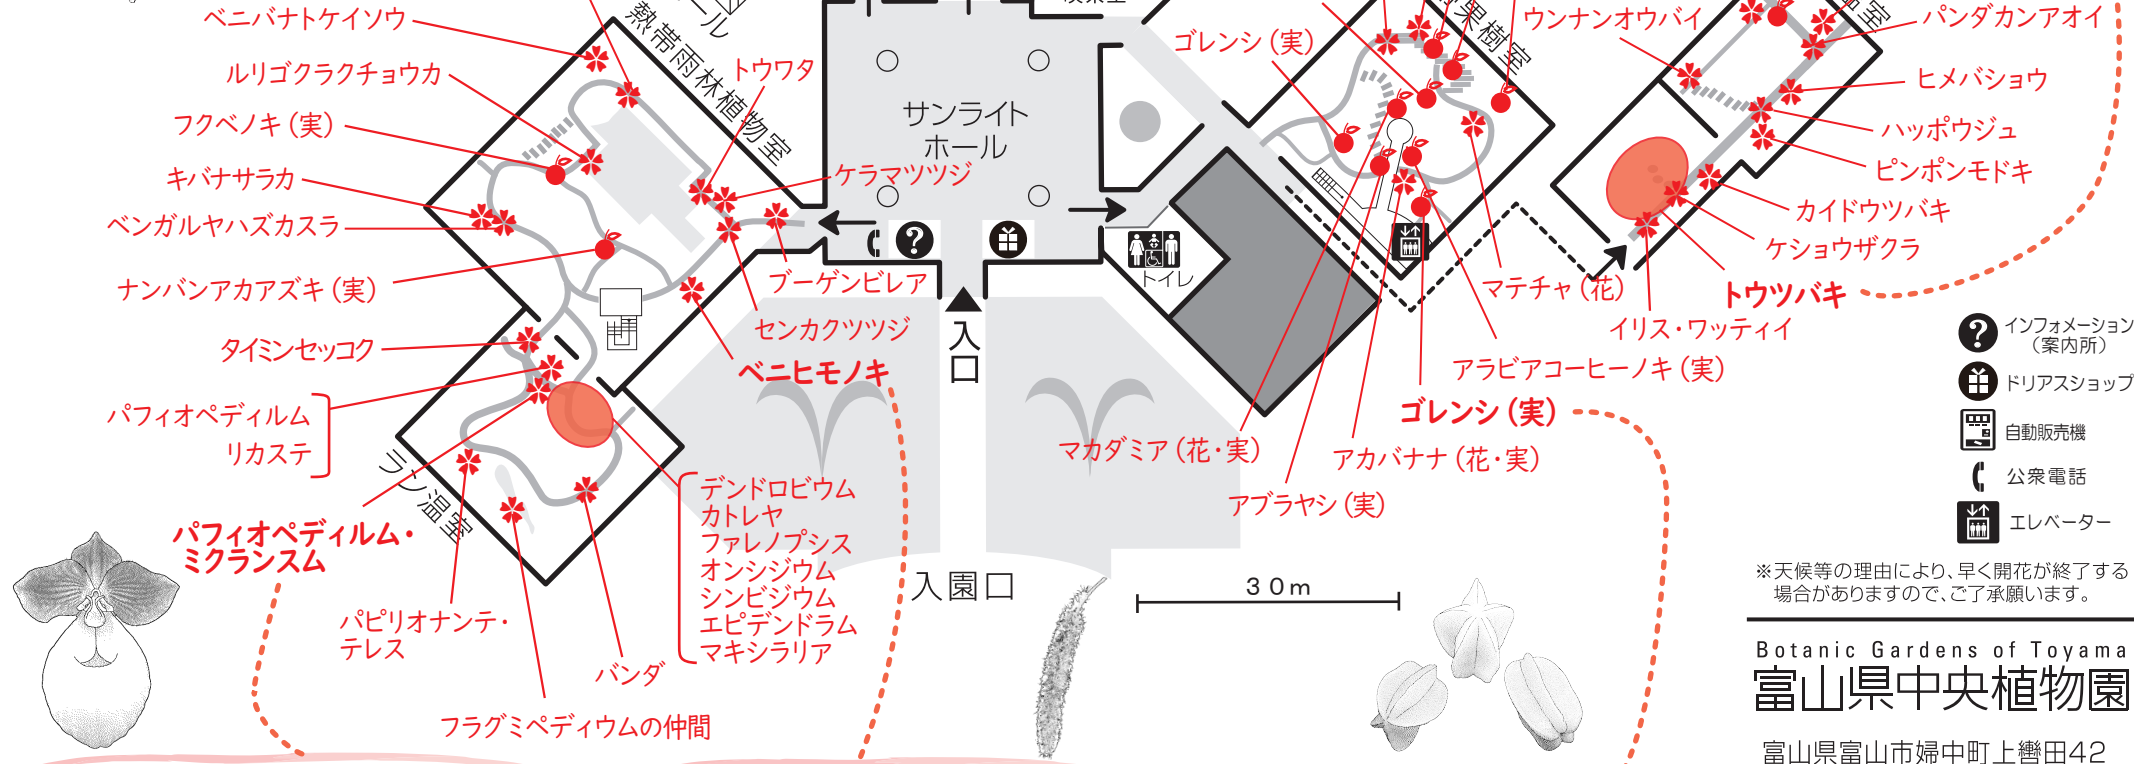 ベニバナトケイソウ
ルリゴクラクチョウカ
フクベノキ（実）
キバナサラカ
ベンガルヤハズカズラ
ナンバンアカアズキ（実）
タイミンセッコク
パフィオペディルム
リカステ
パフィオペディルム・
ミクランスム
ラン温室
パピリオナンテ・
テレス
フラグミペディウムの仲間
バンダ
デンドロビウム
カトレヤ
ファレノプシス
オンシジウム
シンビジウム
エピデンドラム
マキシラリア
熱帯雨林植物室
トウワタ
ケラマツツジ
ブーゲンビレア
センカクツツジ
ベニヒモノキ
サンライト
ホール
入口
入園口
トイレ
30m
ゴレンシ（実）
果樹室
マテチャ（花）
アラビアコーヒーノキ（実）
ゴレンシ（実）
マカダミア（花・実）
アカバナナ（花・実）
アブラヤシ（実）
ウンナンオウバイ
パンダカンアオイ
ヒメバショウ
ハッポウジュ
ピンポンモドキ
カイドウツバキ
ケショウザクラ
トウツバキ
イリス・ワッティイ
インフォメーション
（案内所）
ドリアスショップ
自動販売機
公衆電話
エレベーター
※天候等の理由により、早く開花が終了する
場合がありますので、ご了承願います。
Botanic Gardens of Toyama
富山県中央植物園
富山県富山市婦中町上轡田42